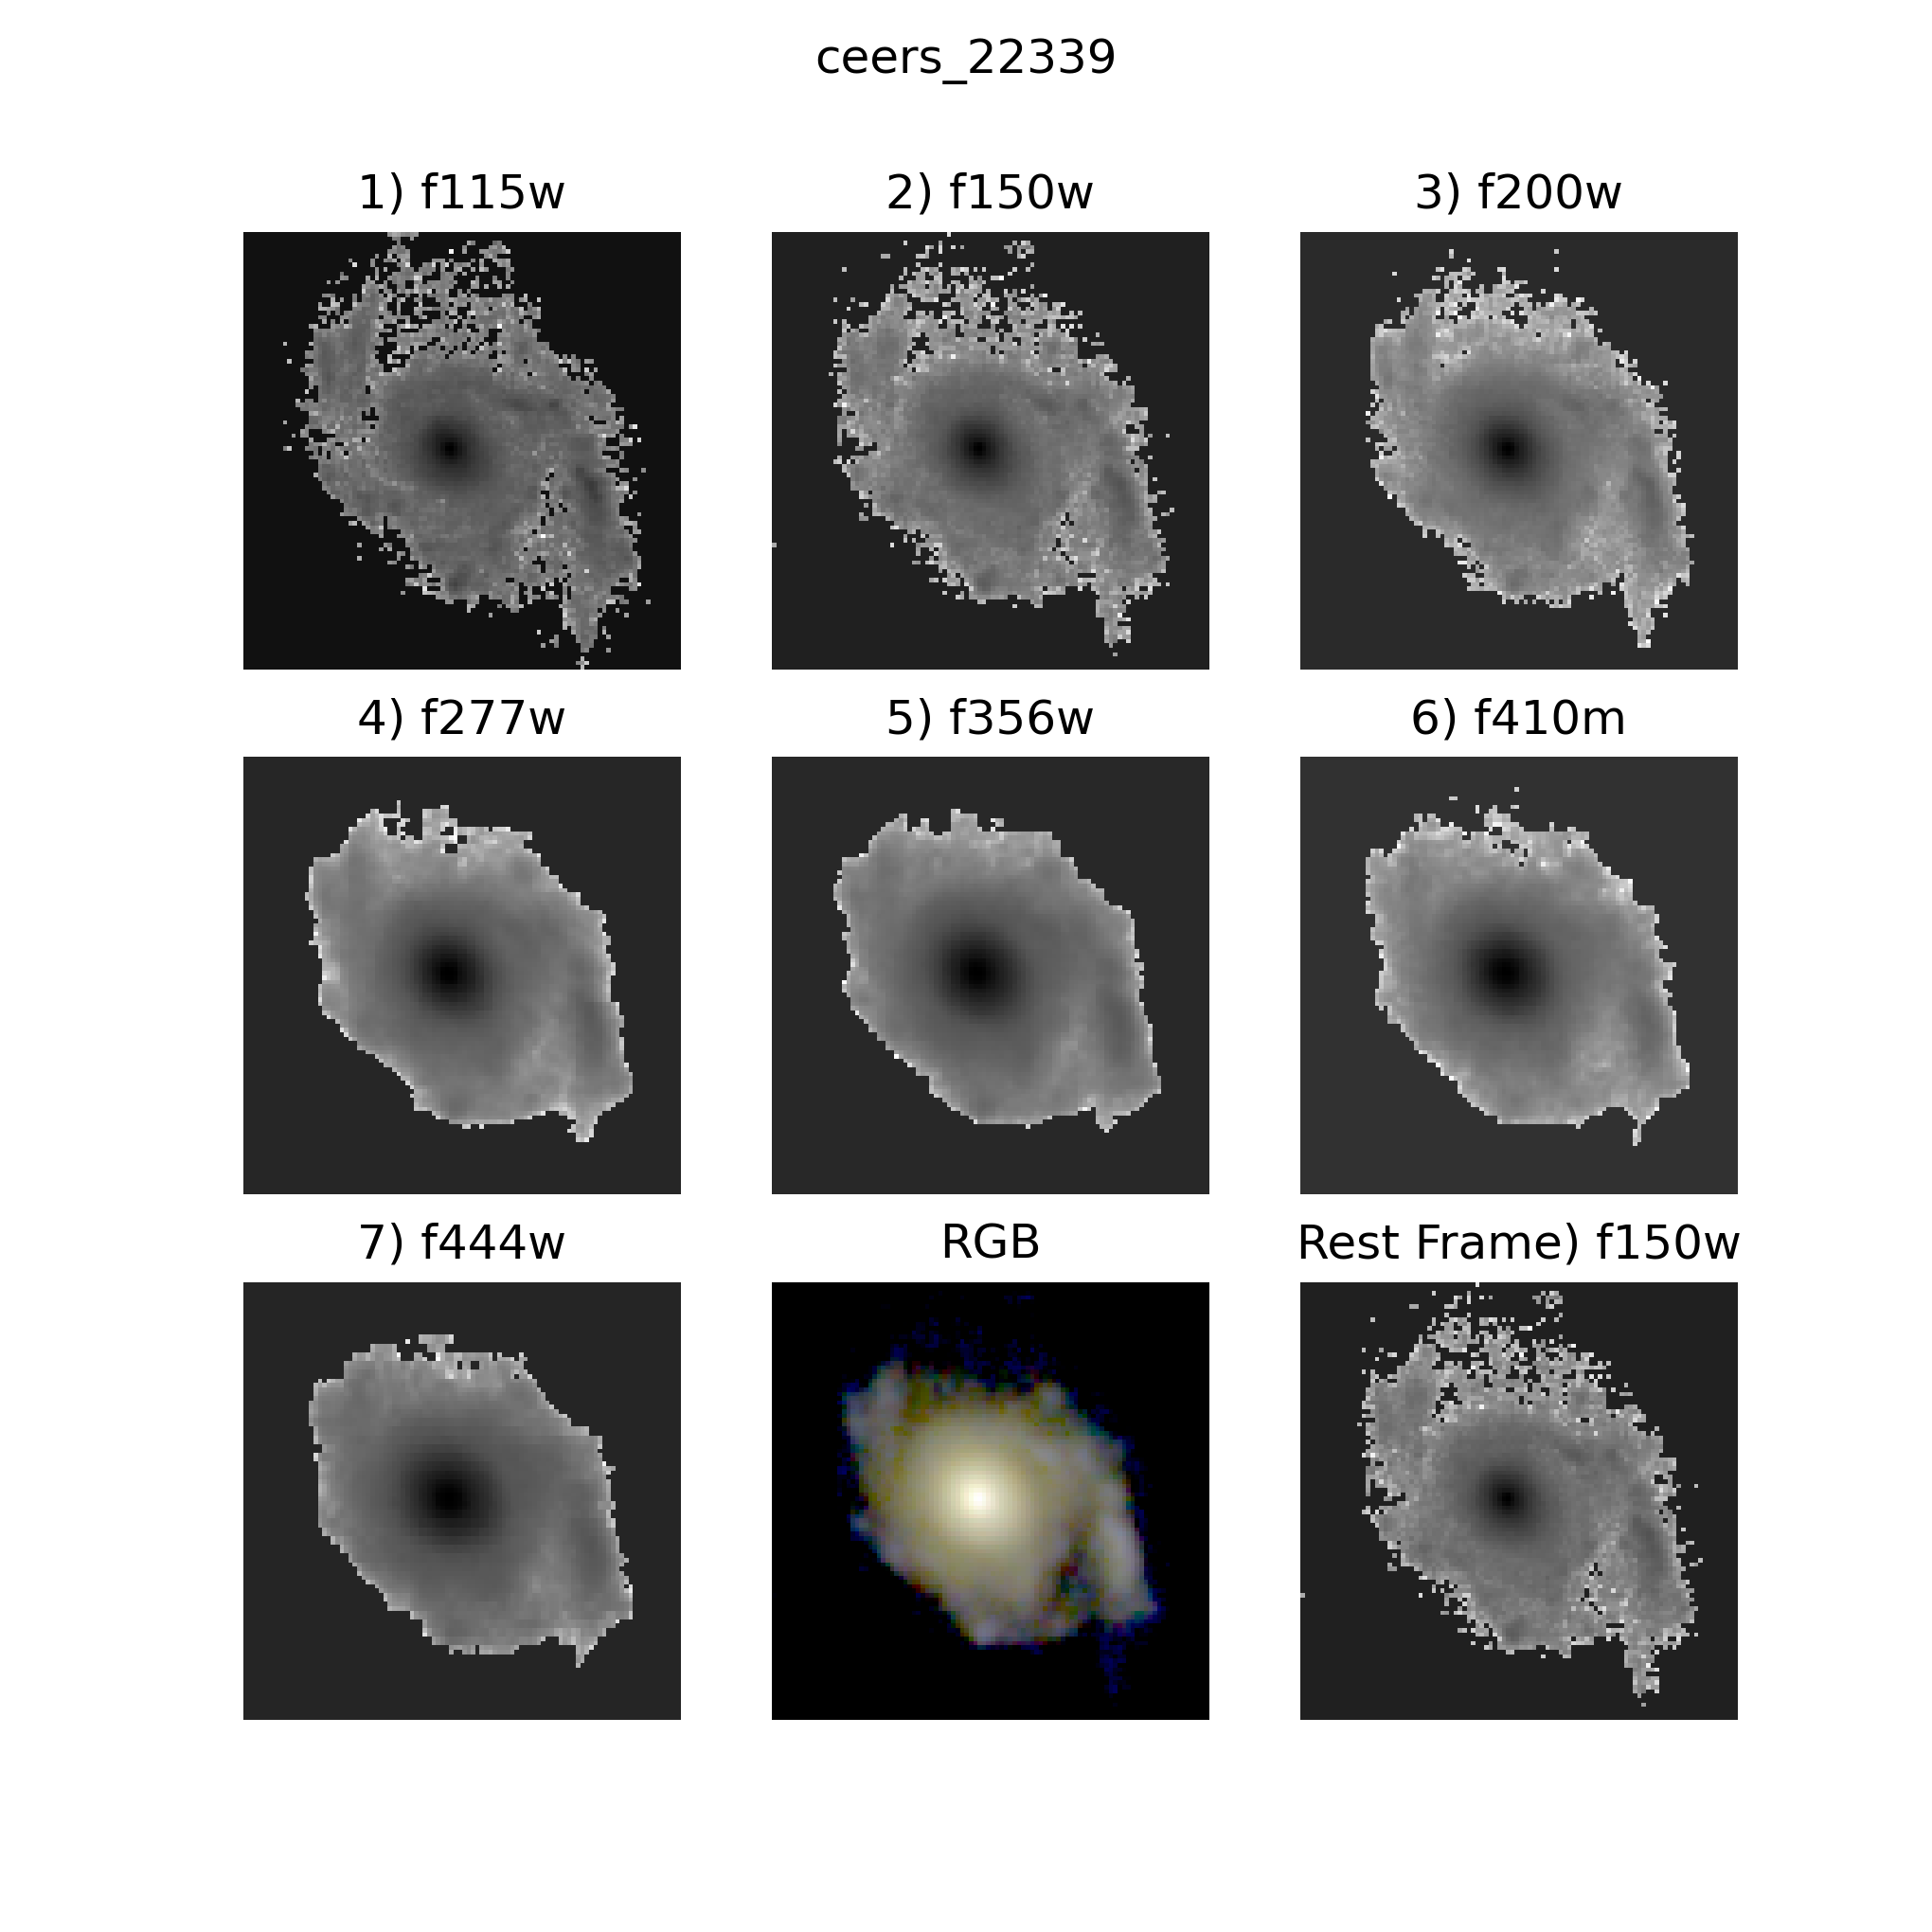 ceers_22339
1) f115w
2) f150w
3) f200w
4) f277w
5) f356w
6) f410m
7) f444w
RGB
Rest Frame) f150w